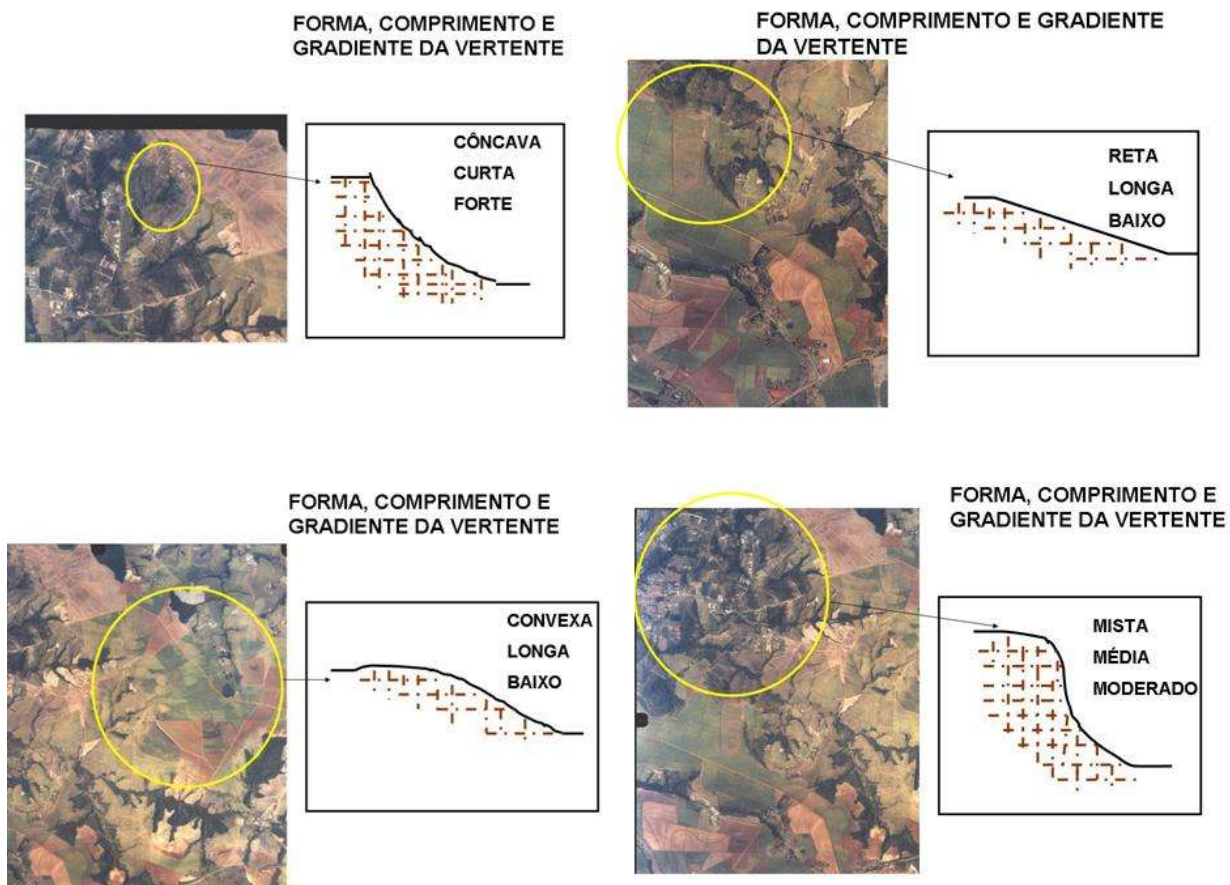 FORMA, COMPRIMENTO E
GRADIENTE DA VERTENTE
CÔNCAVA
CURTA
FORTE
FORMA, COMPRIMENTO E GRADIENTE
DA VERTENTE
RETA
LONGA
BAIXO
FORMA, COMPRIMENTO E
GRADIENTE DA VERTENTE
CONVEXA
LONGA
BAIXO
FORMA, COMPRIMENTO E
GRADIENTE DA VERTENTE
MISTA
MÉDIA
MODERADO